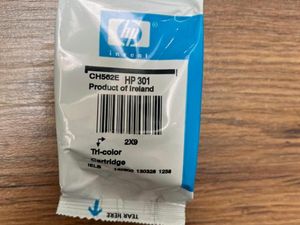 hp
invent
CH562E HP 301
Product of Ireland
2X9
Tri-color
Cartridge
TEAR HERE